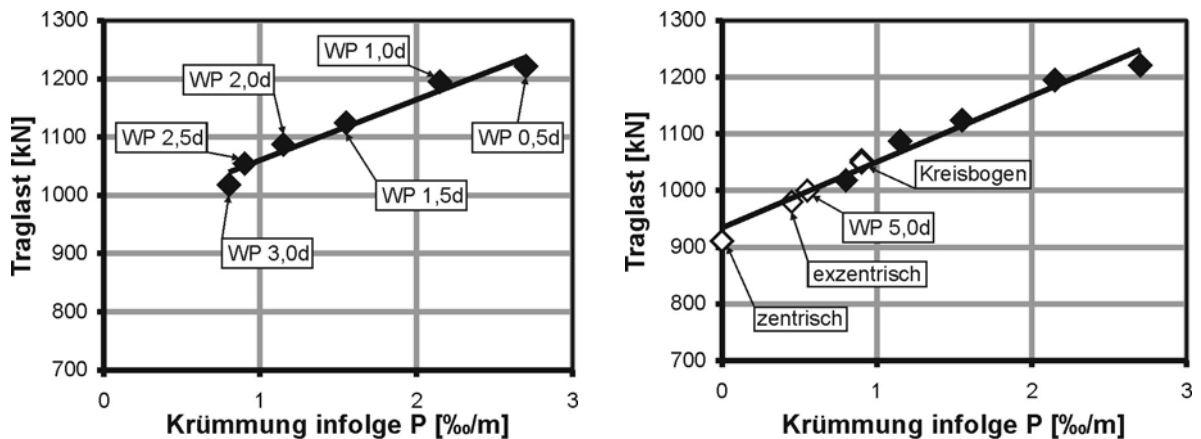 1300
1200
1100
1000
900
800
700
Traglast [kN]
WP 1,0d
WP 2,0d
WP 2,5d
WP 0,5d
WP 1,5d
WP 3,0d
0
1
2
3
Krümmung infolge P [‰/m]
1300
1200
1100
1000
900
800
700
Traglast [kN]
Kreisbogen
WP 5,0d
exzentrisch
zentrisch
0
1
2
3
Krümmung infolge P [‰/m]